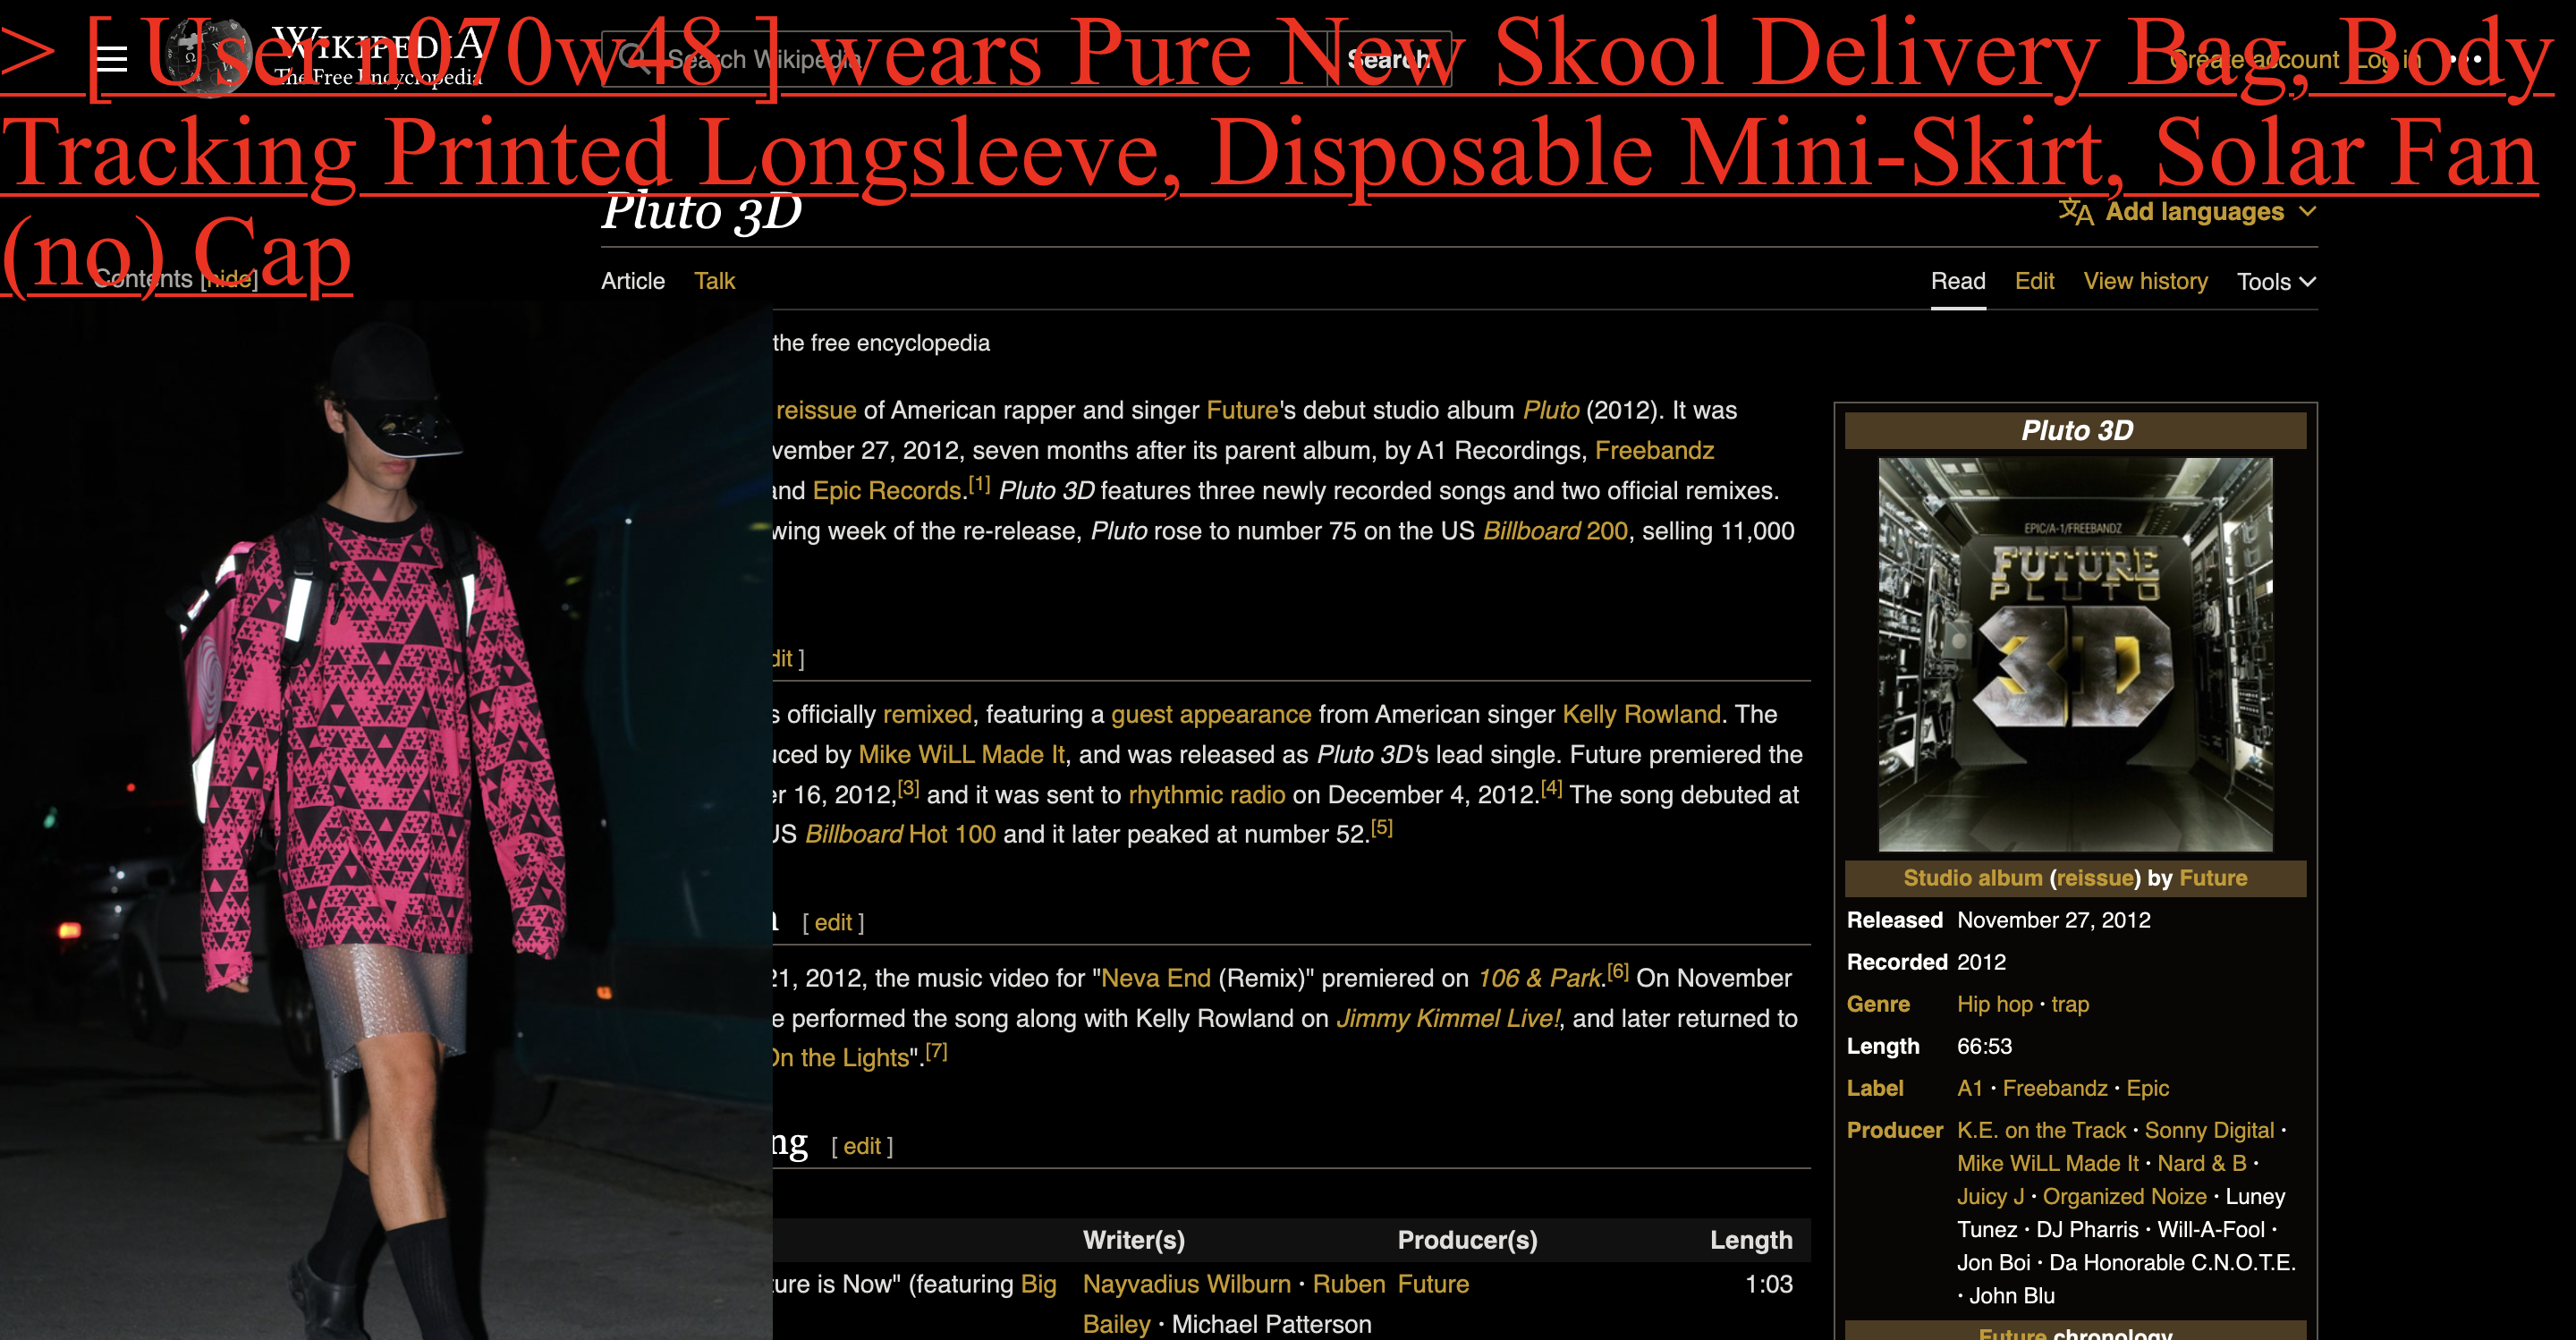 > [ User n070w48 ] wears Pure New Skool Delivery Bag, Body
Tracking Printed Longsleeve, Disposable Mini-Skirt, Solar Fan
(no) Cap
WIKIPEDIA
The Free Encyclopedia
Search Wikipedia
Search
Create account Log in
Pluto 3D
Add languages
Contents [hide]
Article Talk
Read Edit View history Tools
the free encyclopedia
reissue of American rapper and singer Future's debut studio album Pluto (2012). It was
vember 27, 2012, seven months after its parent album, by A1 Recordings, Freebandz
and Epic Records.[1] Pluto 3D features three newly recorded songs and two official remixes.
wing week of the re-release, Pluto rose to number 75 on the US Billboard 200, selling 11,000
dit ]
s officially remixed, featuring a guest appearance from American singer Kelly Rowland. The
uced by Mike WiLL Made It, and was released as Pluto 3D's lead single. Future premiered the
er 16, 2012,[3] and it was sent to rhythmic radio on December 4, 2012.[4] The song debuted at
US Billboard Hot 100 and it later peaked at number 52.[5]
[ edit ]
21, 2012, the music video for "Neva End (Remix)" premiered on 106 & Park.[6] On November
e performed the song along with Kelly Rowland on Jimmy Kimmel Live!, and later returned to
On the Lights".[7]
ng [ edit ]
Writer(s) Producer(s) Length
ture is Now" (featuring Big Nayvadius Wilburn · Ruben Future 1:03
Bailey · Michael Patterson
Pluto 3D
EPIC/A-1/FREEBANDZ
FUTURE
PLUTO
3D
Studio album (reissue) by Future
Released November 27, 2012
Recorded 2012
Genre Hip hop · trap
Length 66:53
Label A1 · Freebandz · Epic
Producer K.E. on the Track · Sonny Digital ·
Mike WiLL Made It · Nard & B ·
Juicy J · Organized Noize · Luney
Tunez · DJ Pharris · Will-A-Fool ·
Jon Boi · Da Honorable C.N.O.T.E.
· John Blu
Future chronology